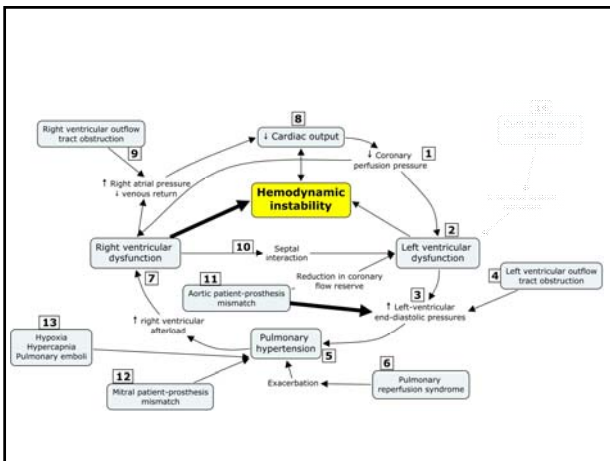 8
↓ Cardiac output
Right ventricular outflow
tract obstruction
9
1
↓ Coronary
perfusion pressure
↑ Right atrial pressure
↓ venous return
Hemodynamic
instability
2
Right ventricular
dysfunction
10
Septal
interaction
Left ventricular
dysfunction
7
11
Reduction in coronary
flow reserve
3
4
Left ventricular outflow
tract obstruction
Aortic patient-prosthesis
mismatch
↑ Left-ventricular
end-diastolic pressures
↑ right ventricular
afterload
13
Hypoxia
Hypercapnia
Pulmonary emboli
Pulmonary
hypertension
5
12
Mitral patient-prosthesis
mismatch
Exacerbation
6
Pulmonary
reperfusion syndrome